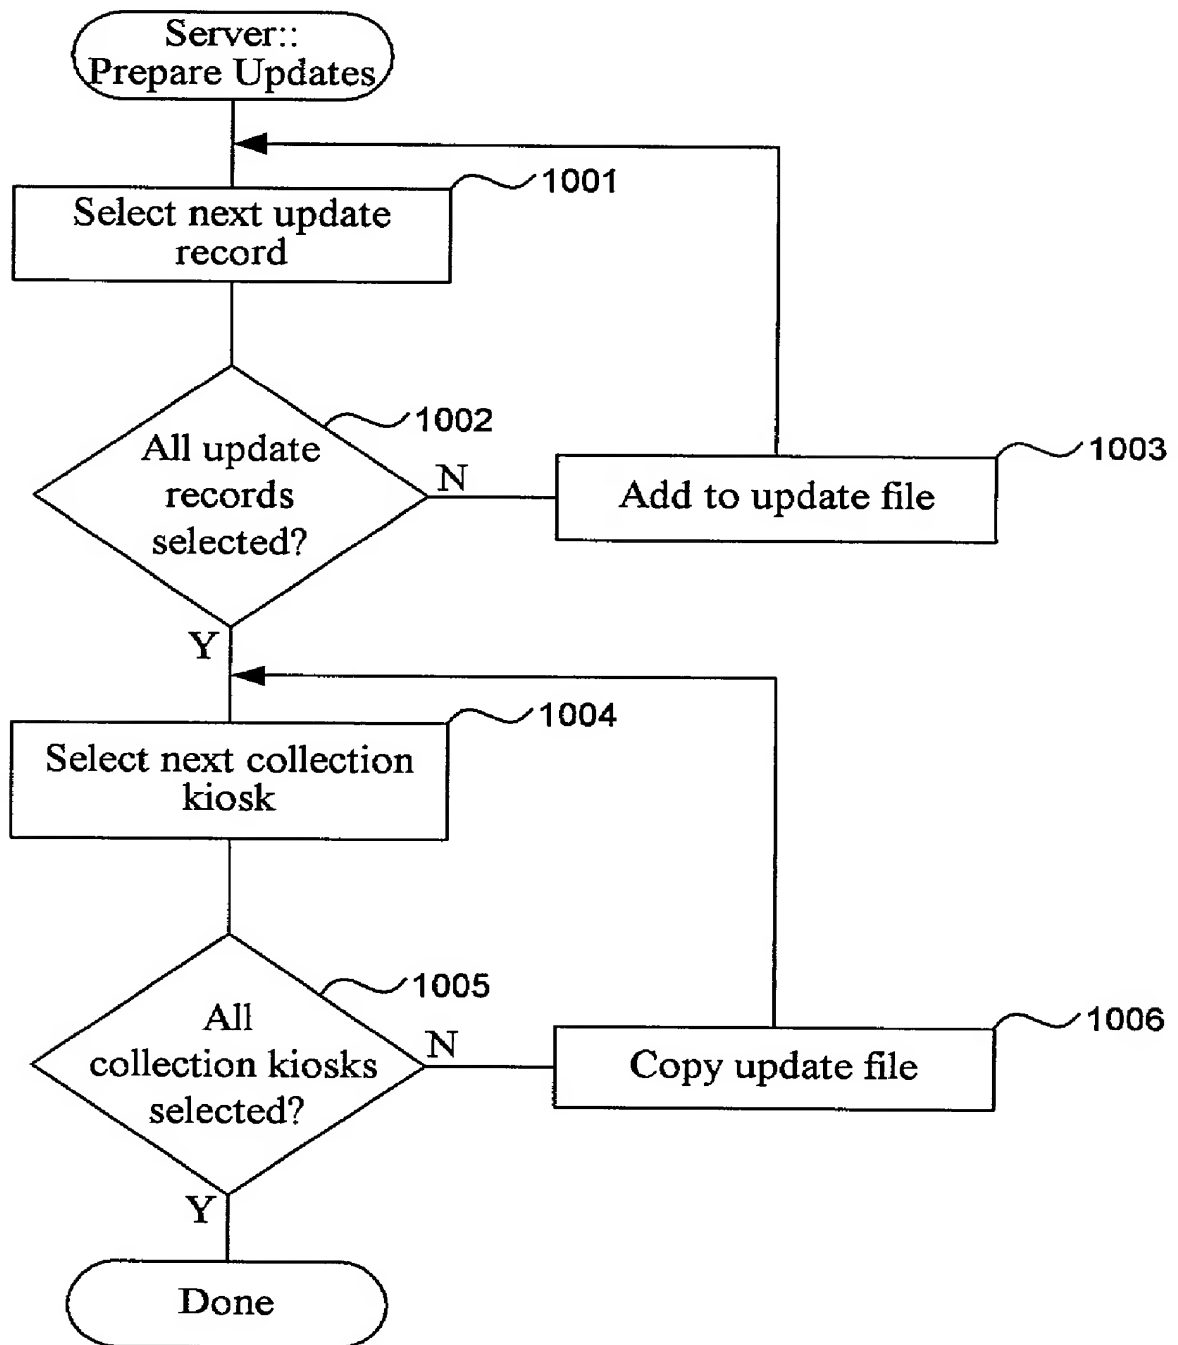 Server::
Prepare Updates
1001
Select next update
record
1002
All update
records
selected?
N
1003
Add to update file
Y
1004
Select next collection
kiosk
1005
All
collection kiosks
selected?
N
1006
Copy update file
Y
Done